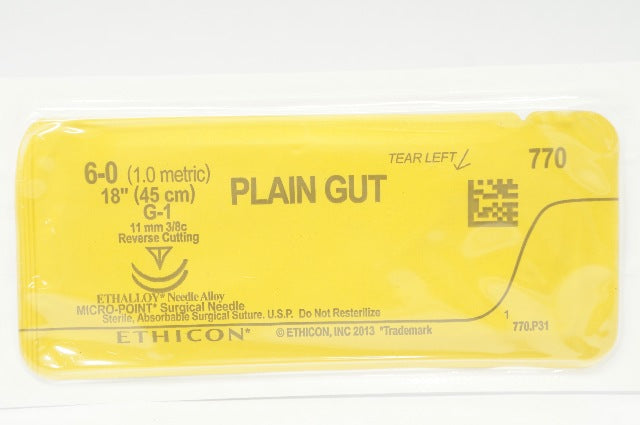 6-0 (1.0 metric)
18" (45 cm)
G-1
11 mm 3/8c
Reverse Cutting
ETHALLOY* Needle Alloy
MICRO-POINT* Surgical Needle
Sterile, Absorbable Surgical Suture. U.S.P. Do Not Resterilize
PLAIN GUT
TEAR LEFT
770
ETHICON*
© ETHICON, INC 2013 *Trademark
1
770.P31